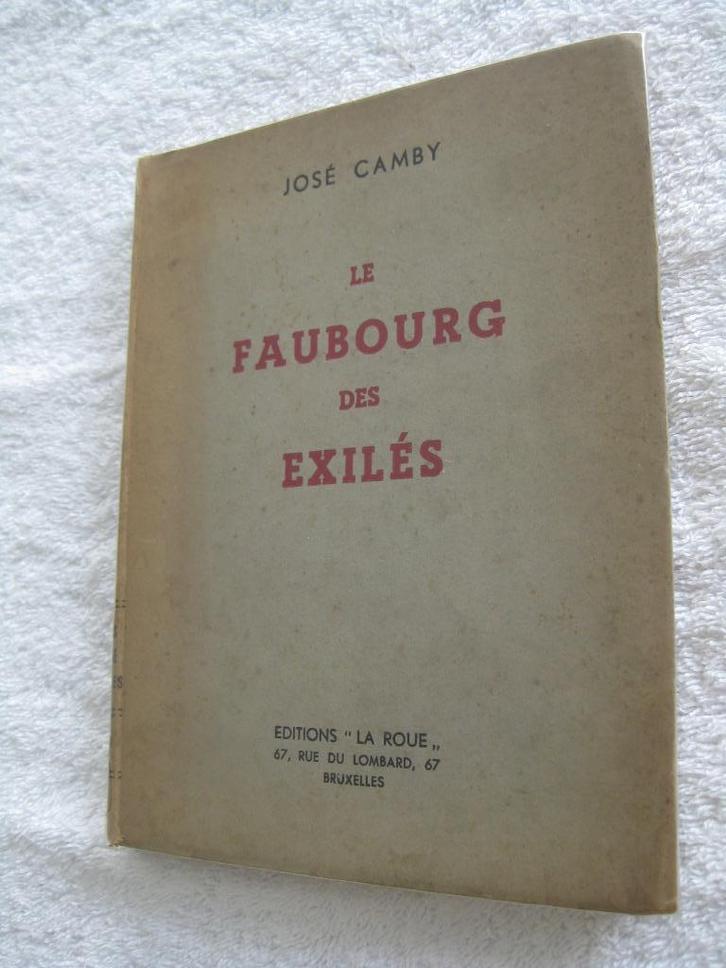 JOSÉ CAMBY
LE
FAUBOURG
DES
EXILÉS
EDITIONS "LA ROUE„
67, RUE DU LOMBARD, 67
BRUXELLES